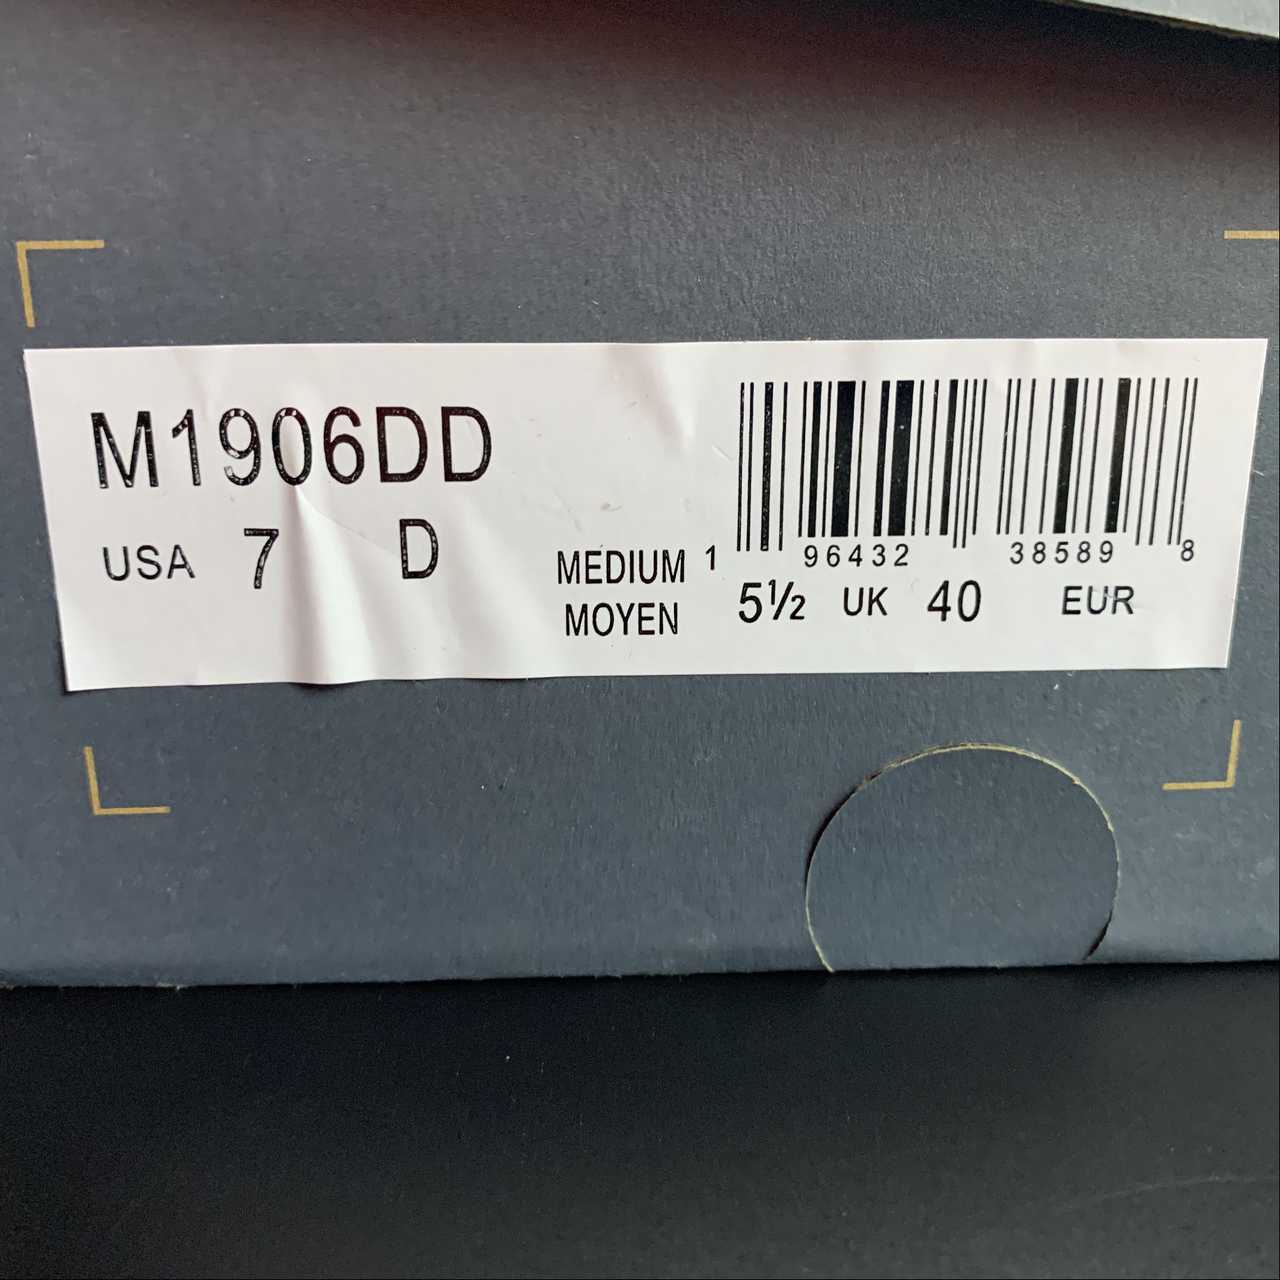 M1906DD
USA 7 D
MEDIUM
MOYEN
1 96432 38589 8
5½ UK 40 EUR